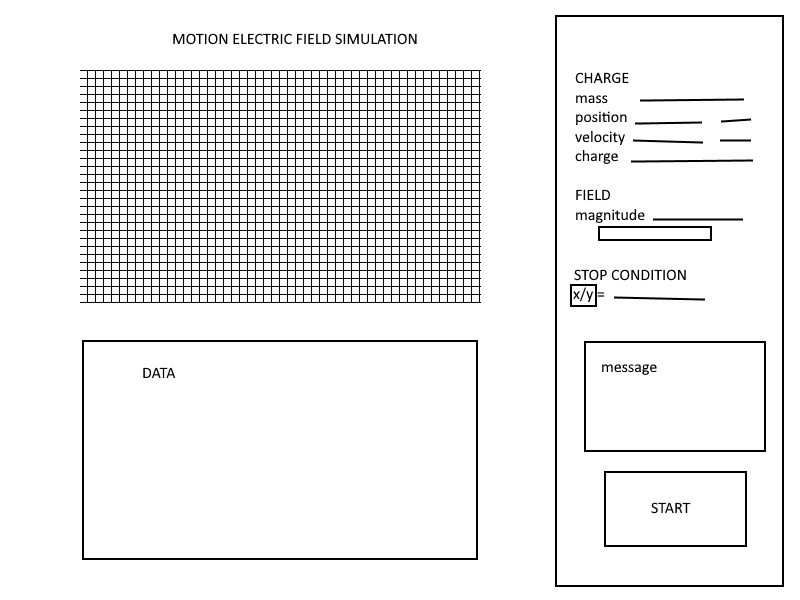 MOTION ELECTRIC FIELD SIMULATION
DATA
CHARGE
mass
position
velocity
charge
FIELD
magnitude
STOP CONDITION
x/y=
message
START